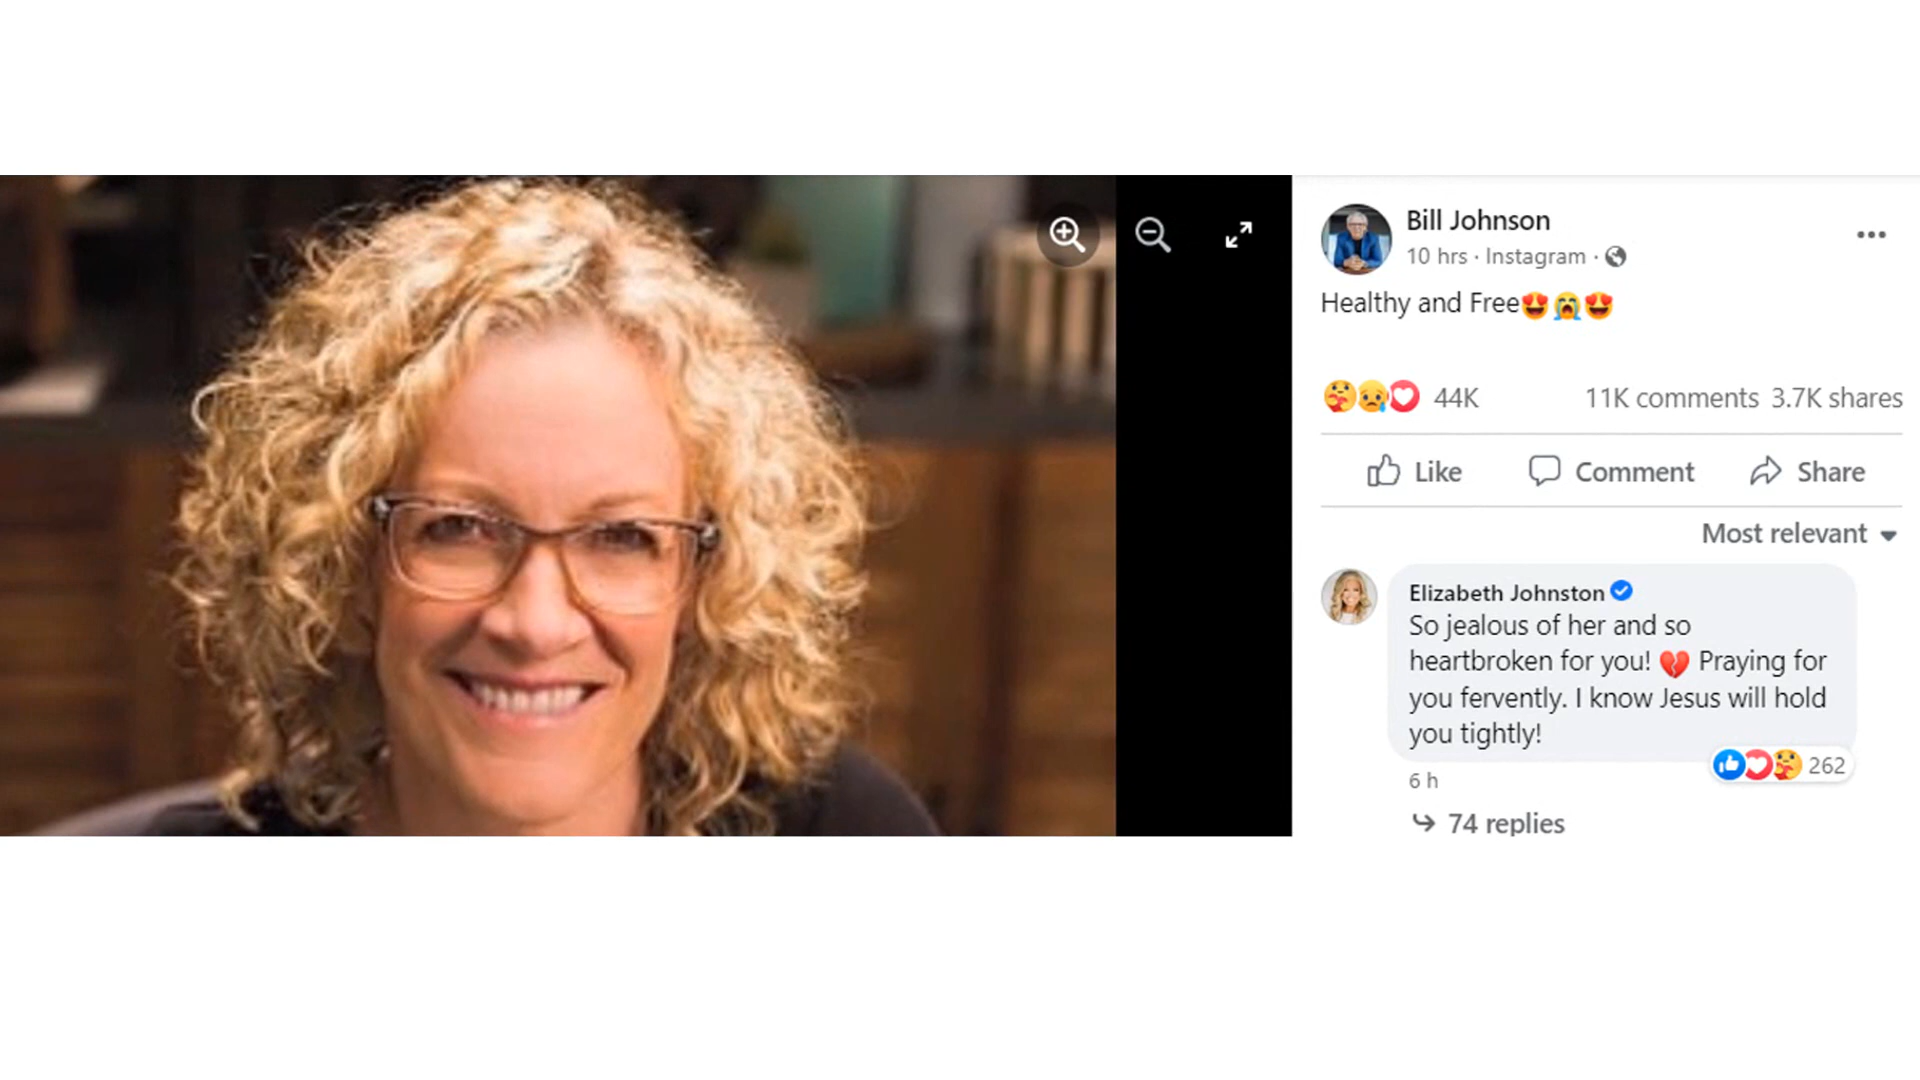 Bill Johnson
10 hrs · Instagram ·
Healthy and Free😍😭😍
44K 11K comments 3.7K shares
Like Comment Share
Most relevant
Elizabeth Johnston
So jealous of her and so
heartbroken for you! 💔 Praying for
you fervently. I know Jesus will hold
you tightly!
262
6 h
74 replies